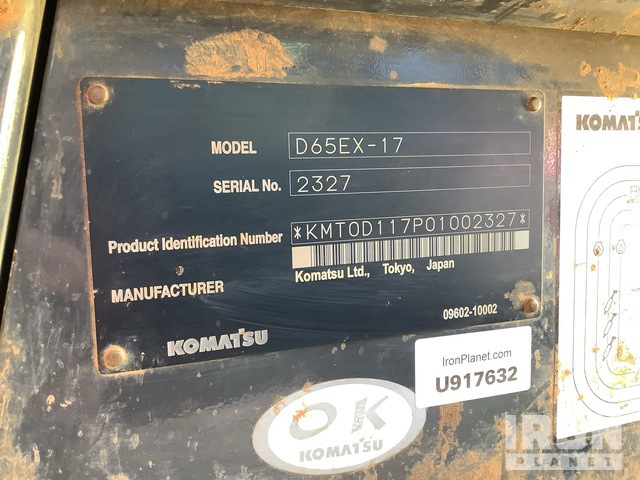 MODEL D65EX-17
SERIAL No. 2327
Product Identification Number *KMT0D117P01002327*
MANUFACTURER Komatsu Ltd., Tokyo, Japan
09602-10002
KOMATSU
IronPlanet.com
U917632
OK
KOMATSU
KOMATS
IRON
PLANET